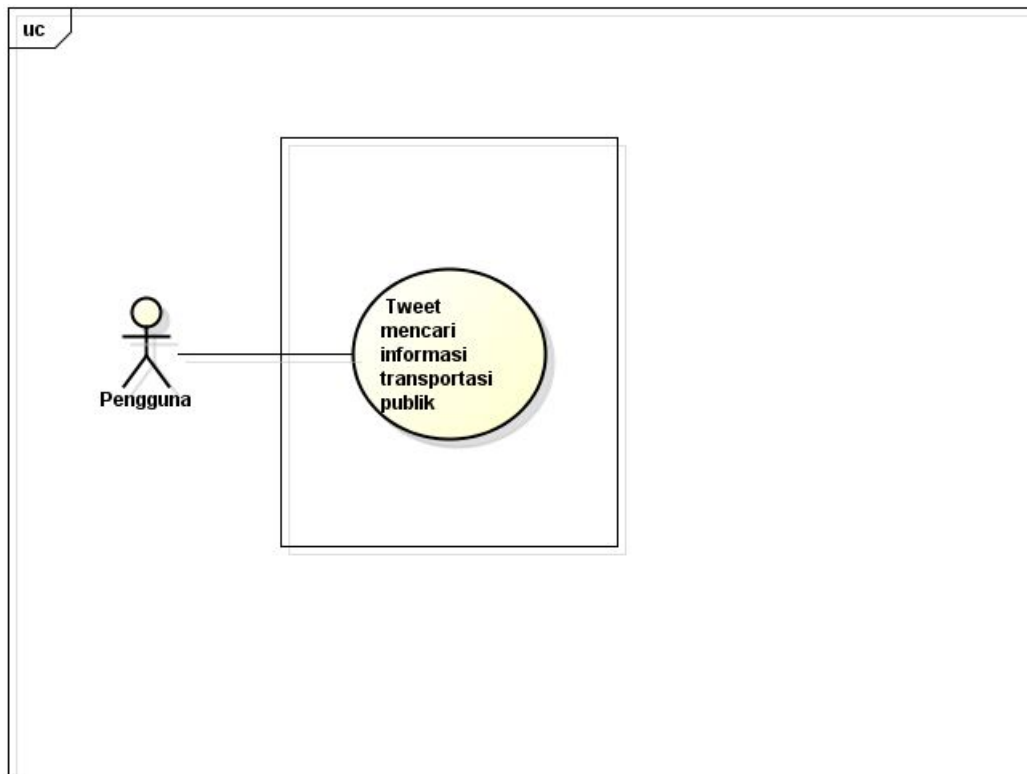 uc
Tweet
mencari
informasi
transportasi
publik
Pengguna